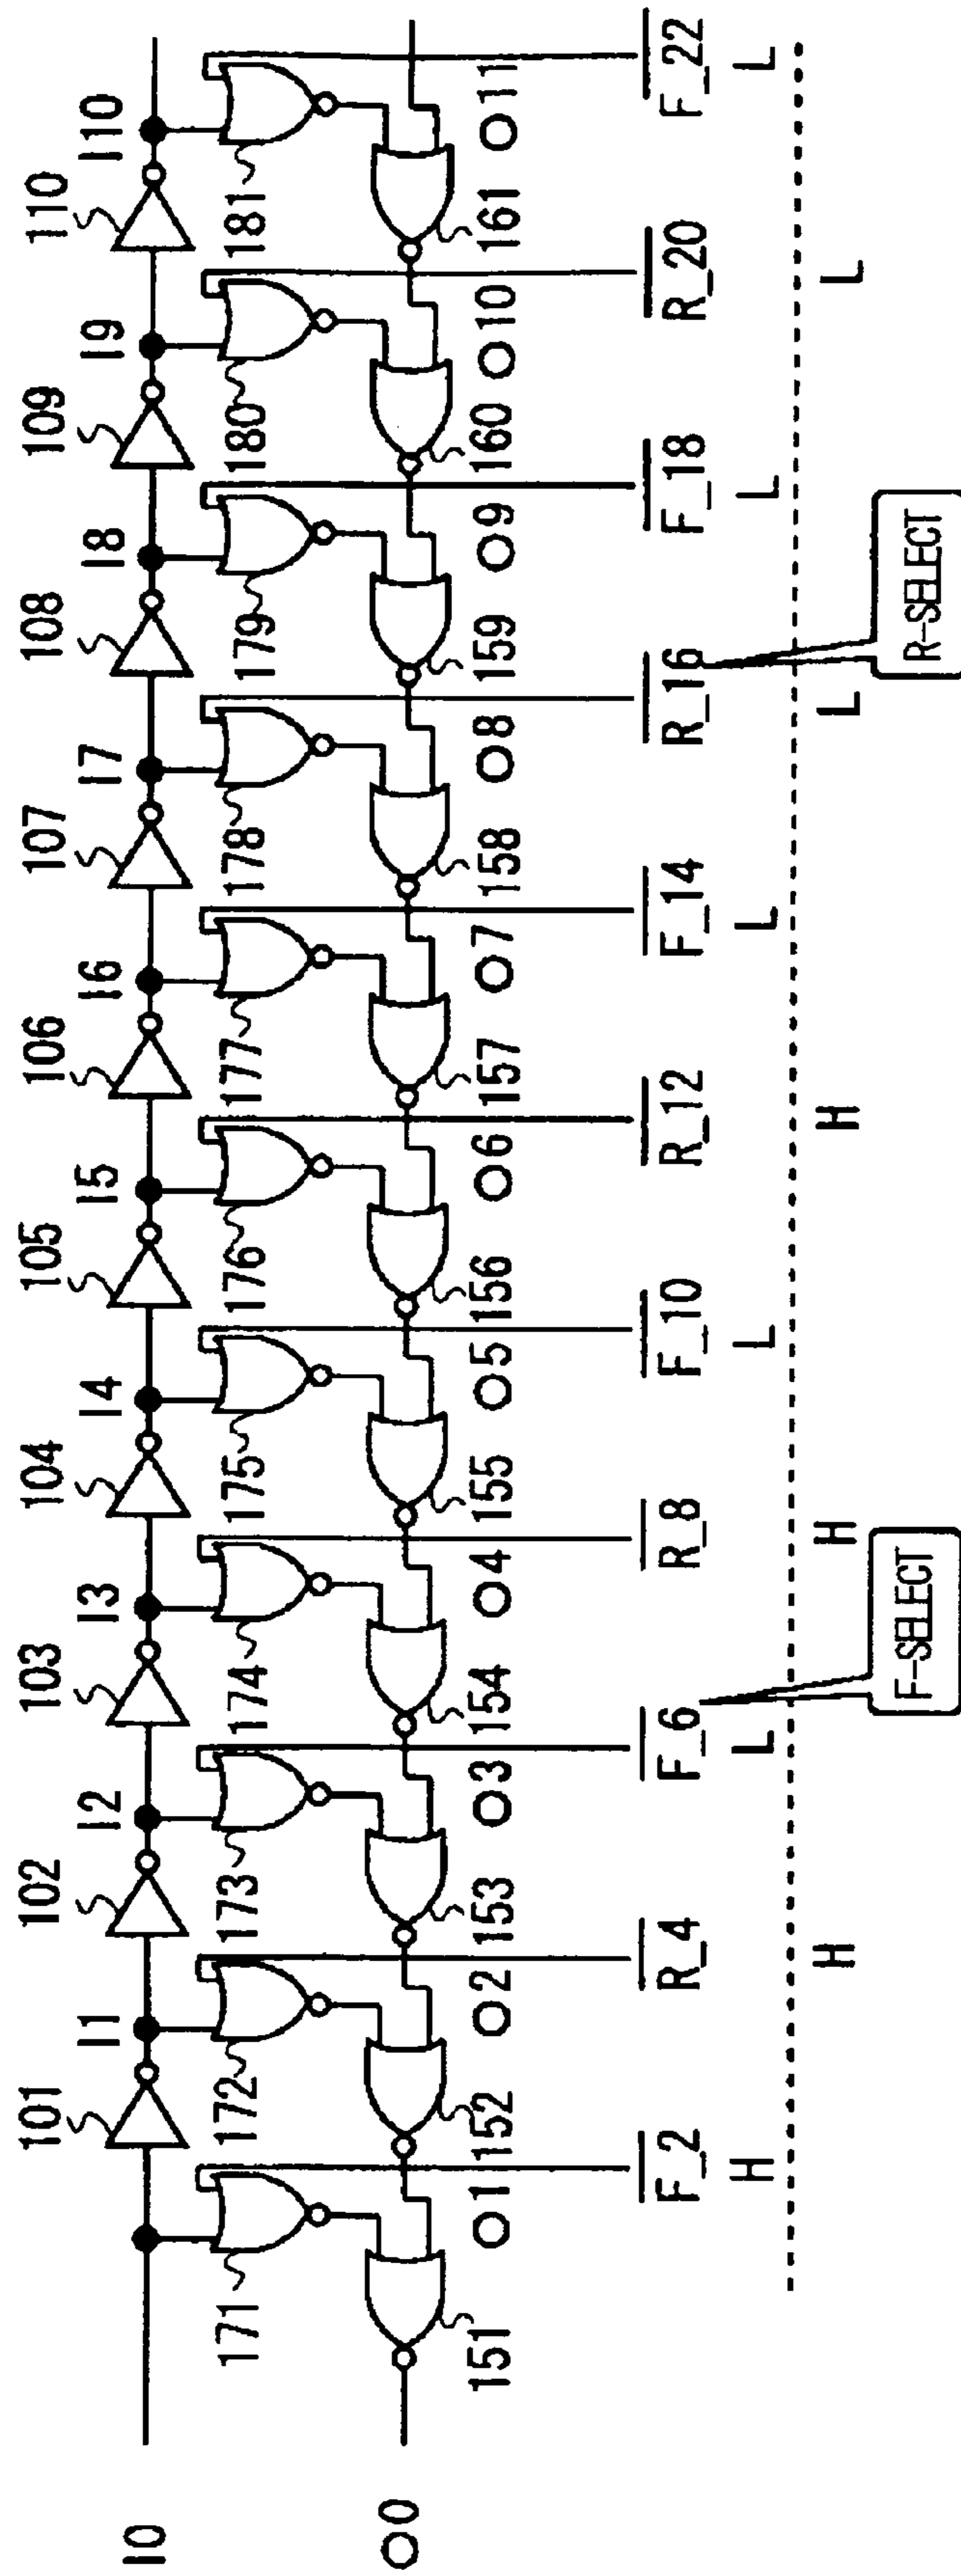 101 102 103 104 105 106 107 108 109 110
I0 I1 I2 I3 I4 I5 I6 I7 I8 I9 I10
171 172 173 174 175 176 177 178 179 180 181
O0 O1 O2 O3 O4 O5 O6 O7 O8 O9 O10 O11
151 152 153 154 155 156 157 158 159 160 161
F_2 R_4 F_6 R_8 F_10 R_12 F_14 R_16 F_18 R_20 F_22
H L L L L L
H H H L L
F-SELECT R-SELECT